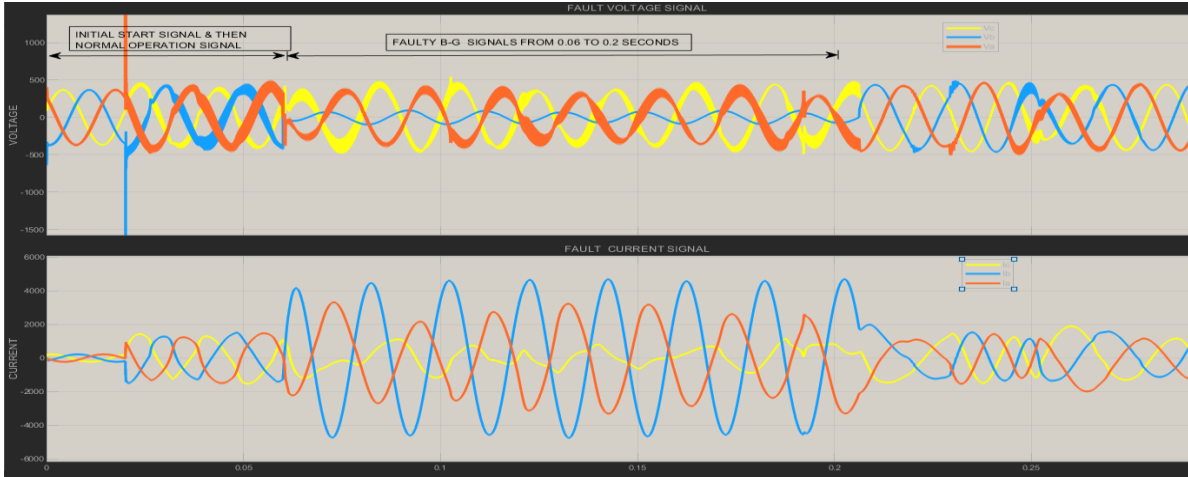 FAULT VOLTAGE SIGNAL
INITIAL START SIGNAL & THEN
NORMAL OPERATION SIGNAL
FAULTY B-G SIGNALS FROM 0.06 TO 0.2 SECONDS
VOLTAGE
1000
500
0
-500
-1000
-1500
FAULT CURRENT SIGNAL
CURRENT
6000
4000
2000
0
-2000
-4000
-6000
0
0.05
0.1
0.15
0.2
0.25